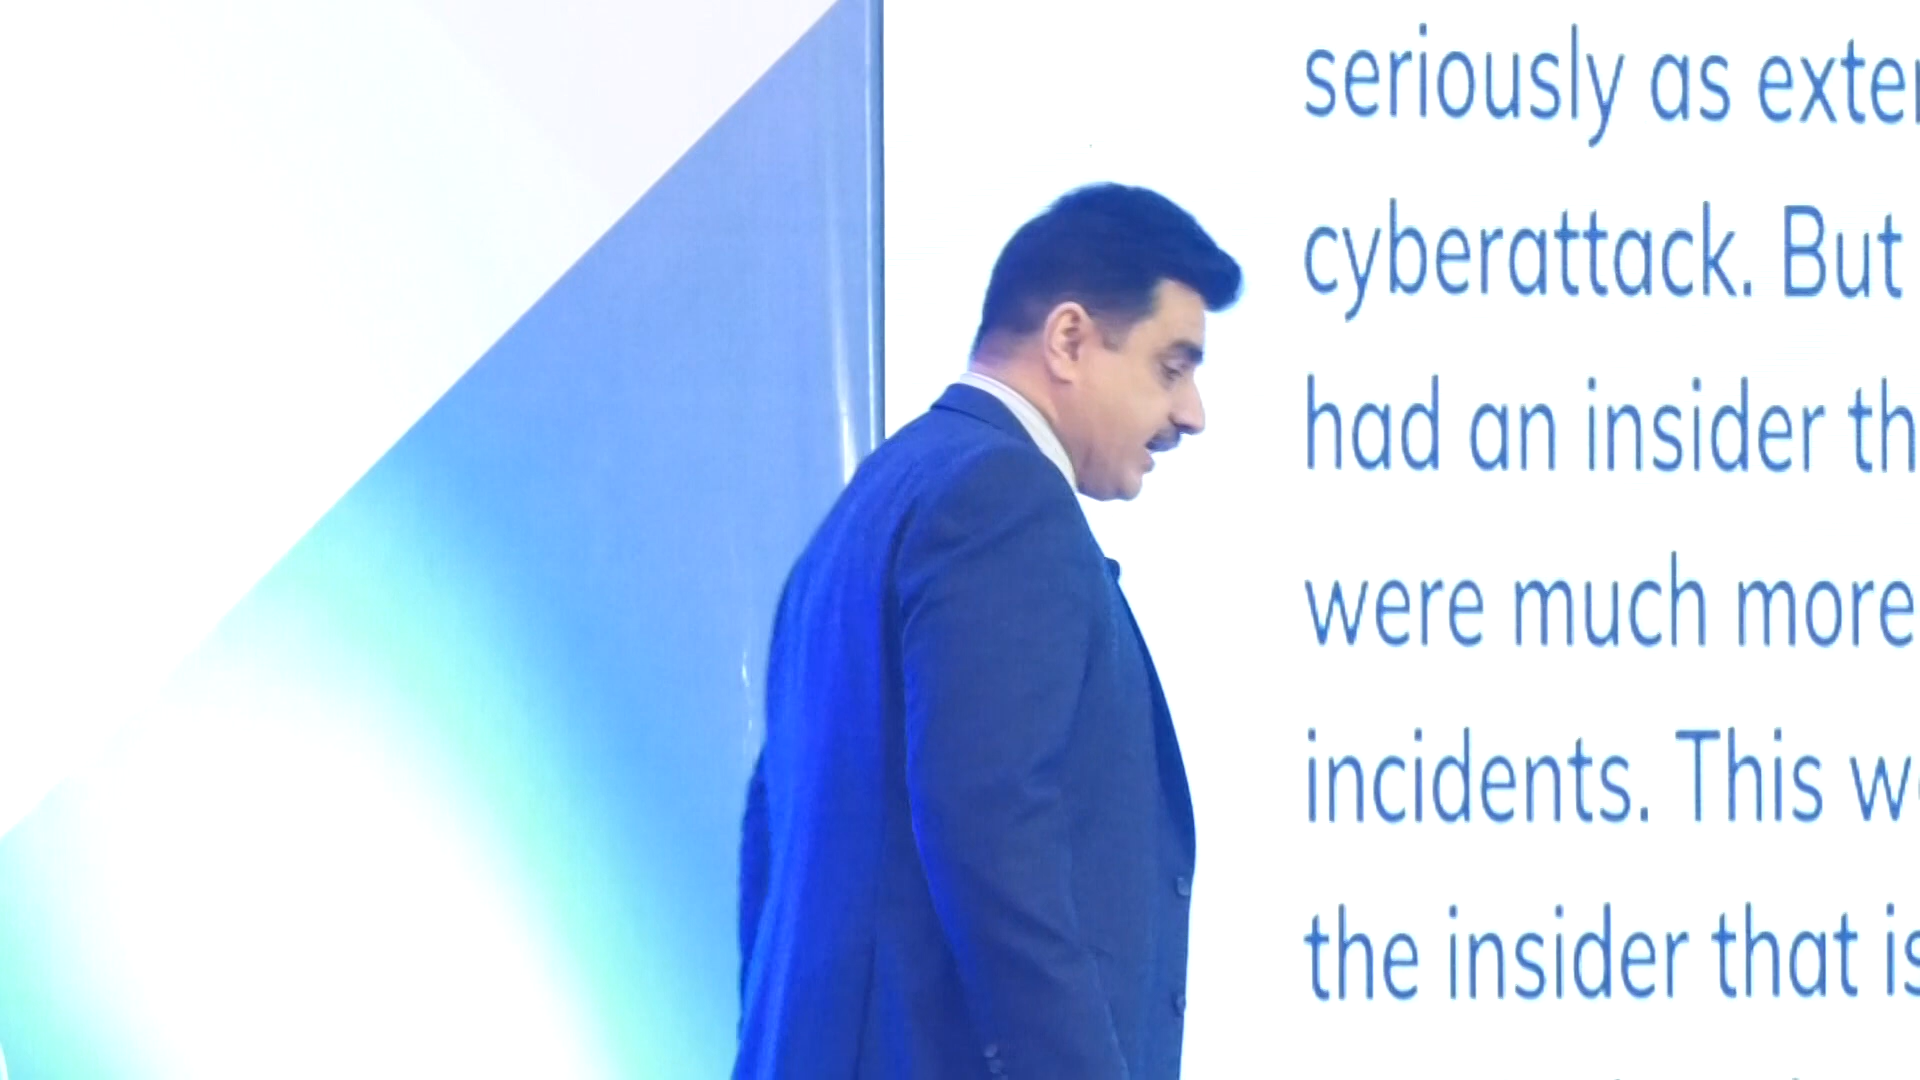 seriously as exter
cyberattack. But
had an insider th
were much more
incidents. This w
the insider that is